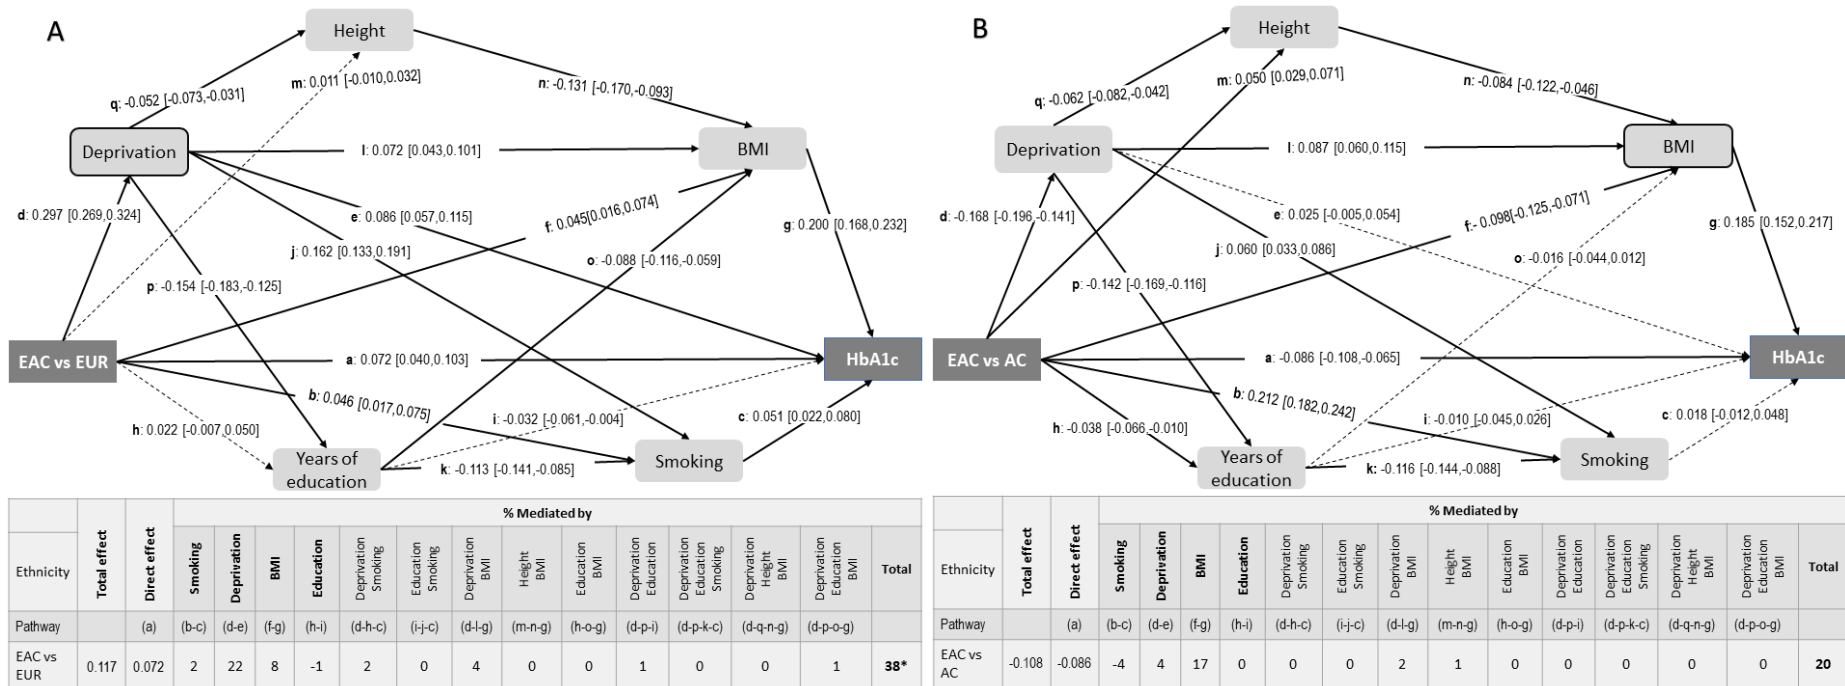 A
Height
m: 0.011 [-0.010,0.032]
n: -0.131 [-0.170,-0.093]
q: -0.052 [-0.073,-0.031]
Deprivation
l: 0.072 [0.043,0.101]
BMI
d: 0.297 [0.269,0.324]
e: 0.086 [0.057,0.115]
f: 0.045[0.016,0.074]
g: 0.200 [0.168,0.232]
j: 0.162 [0.133,0.191]
o: -0.088 [-0.116,-0.059]
p: -0.154 [-0.183,-0.125]
EAC vs EUR
a: 0.072 [0.040,0.103]
HbA1c
b: 0.046 [0.017,0.075]
i: -0.032 [-0.061,-0.004]
c: 0.051 [0.022,0.080]
h: 0.022 [-0.007,0.050]
Years of
education
k: -0.113 [-0.141,-0.085]
Smoking
% Mediated by
Ethnicity
Total effect
Direct effect
Smoking
Deprivation
BMI
Education
Deprivation
Smoking
Education
Smoking
Deprivation
BMI
Height
BMI
Education
BMI
Deprivation
Education
Deprivation
Education
Smoking
Deprivation
Height
BMI
Deprivation
Education
BMI
Total
Pathway (a) (b-c) (d-e) (f-g) (h-i) (d-h-c) (i-j-c) (d-l-g) (m-n-g) (h-o-g) (d-p-i) (d-p-k-c) (d-q-n-g) (d-p-o-g)
EAC vs
EUR 0.117 0.072 2 22 8 -1 2 0 4 0 0 1 0 0 1 38*
B
Height
m: 0.050 [0.029,0.071]
n: -0.084 [-0.122,-0.046]
q: -0.062 [-0.082,-0.042]
Deprivation
l: 0.087 [0.060,0.115]
BMI
d: -0.168 [-0.196,-0.141]
e: 0.025 [-0.005,0.054]
f:- 0.098[-0.125,-0.071]
g: 0.185 [0.152,0.217]
j: 0.060 [0.033,0.086]
o: -0.016 [-0.044,0.012]
p: -0.142 [-0.169,-0.116]
EAC vs AC
a: -0.086 [-0.108,-0.065]
HbA1c
b: 0.212 [0.182,0.242]
i: -0.010 [-0.045,0.026]
c: 0.018 [-0.012,0.048]
h: -0.038 [-0.066,-0.010]
Years of
education
k: -0.116 [-0.144,-0.088]
Smoking
% Mediated by
Ethnicity
Total effect
Direct effect
Smoking
Deprivation
BMI
Education
Deprivation
Smoking
Education
Smoking
Deprivation
BMI
Height
BMI
Education
BMI
Deprivation
Education
Deprivation
Education
Smoking
Deprivation
Height
BMI
Deprivation
Education
BMI
Total
Pathway (a) (b-c) (d-e) (f-g) (h-i) (d-h-c) (i-j-c) (d-l-g) (m-n-g) (h-o-g) (d-p-i) (d-p-k-c) (d-q-n-g) (d-p-o-g)
EAC vs
AC -0.108 -0.086 -4 4 17 0 0 0 2 1 0 0 0 0 0 20